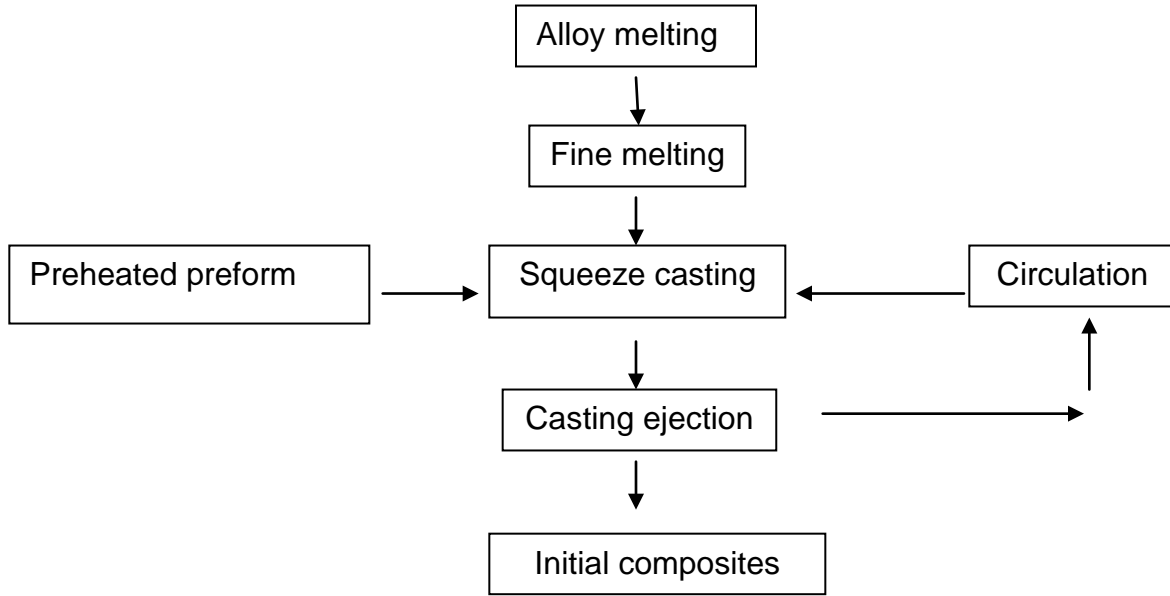 Alloy melting
Fine melting
Preheated preform
Squeeze casting
Circulation
Casting ejection
Initial composites